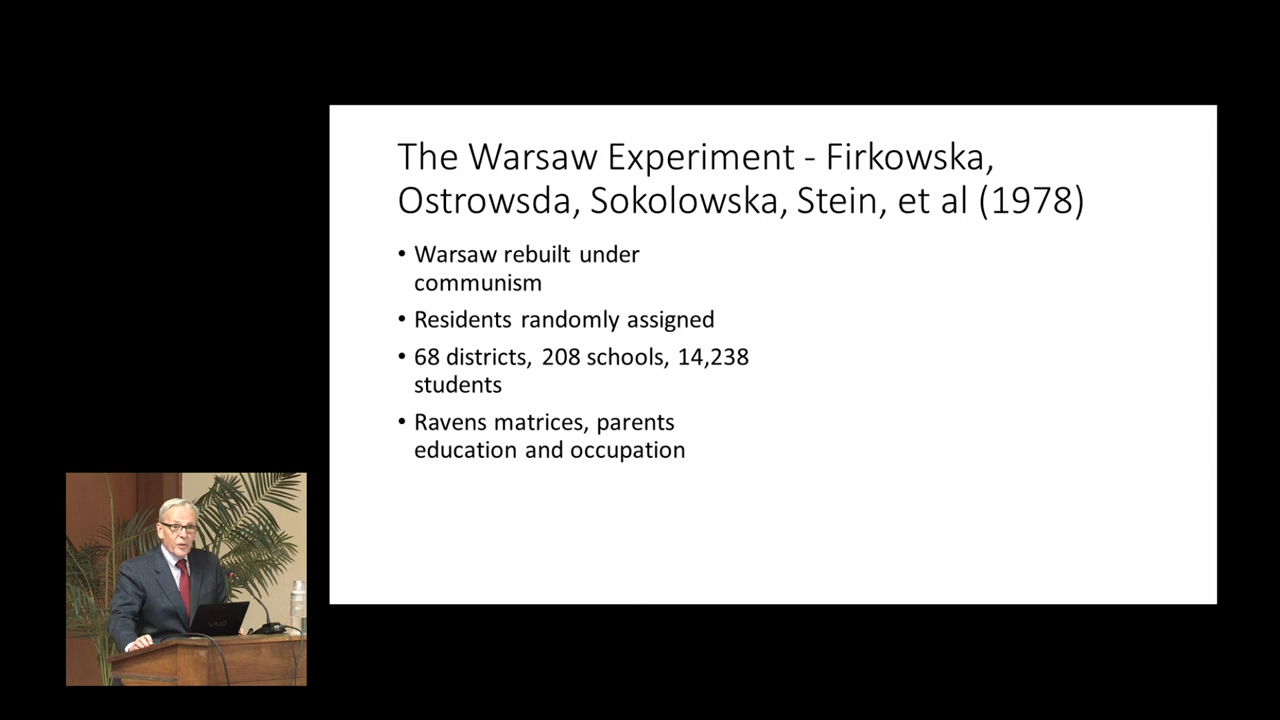 The Warsaw Experiment - Firkowska,
Ostrowsda, Sokolowska, Stein, et al (1978)
• Warsaw rebuilt under
communism
• Residents randomly assigned
• 68 districts, 208 schools, 14,238
students
• Ravens matrices, parents
education and occupation